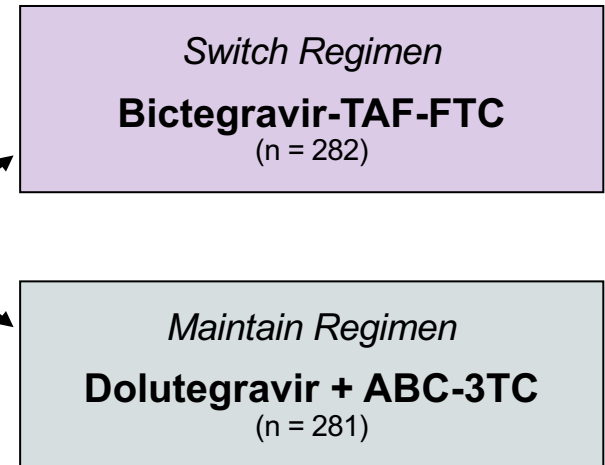 Switch Regimen
Bictegravir-TAF-FTC
(n = 282)
Maintain Regimen
Dolutegravir + ABC-3TC
(n = 281)